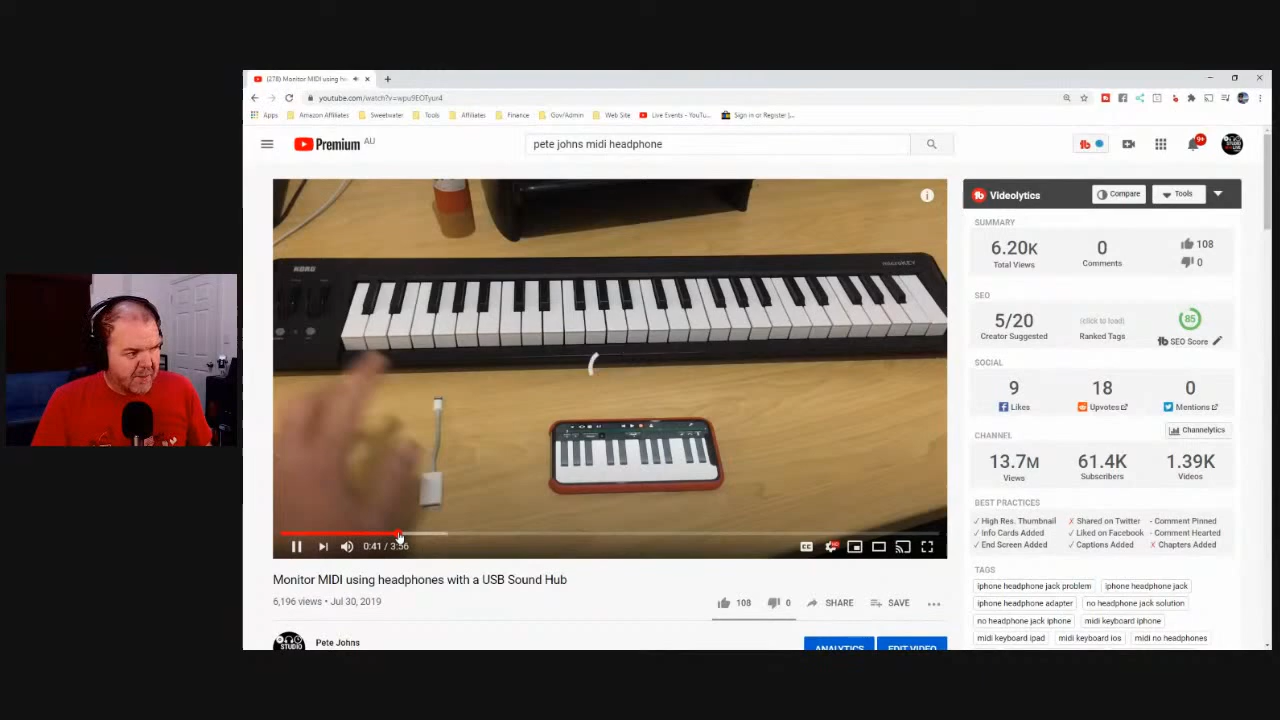 (278) Monitor MIDI using he
youtube.com/watch?v=wpu9EOTyur4
Apps Amazon Affiliates Sweetwater Tools Affiliates Finance Gov/Admin Web Site Live Events - YouTu... Sign in or Register |...
Premium AU
pete johns midi headphone
9+
KORG
microKEY
0:41 / 3:56
CC
HD
Monitor MIDI using headphones with a USB Sound Hub
6,196 views • Jul 30, 2019
108
0
SHARE
SAVE
STUDIO
Pete Johns
ANALYTICS
EDIT VIDEO
Videolytics
Compare
Tools
SUMMARY
6.20K
Total Views
0
Comments
108
0
SEO
5/20
Creator Suggested
(click to load)
Ranked Tags
85
SEO Score
SOCIAL
9
Likes
18
Upvotes
0
Mentions
CHANNEL
Channelytics
13.7M
Views
61.4K
Subscribers
1.39K
Videos
BEST PRACTICES
✓ High Res. Thumbnail ✗ Shared on Twitter - Comment Pinned
✓ Info Cards Added ✓ Liked on Facebook - Comment Hearted
✓ End Screen Added ✓ Captions Added ✗ Chapters Added
TAGS
iphone headphone jack problem iphone headphone jack
iphone headphone adapter no headphone jack solution
no headphone jack iphone midi keyboard iphone
midi keyboard ipad midi keyboard ios midi no headphones